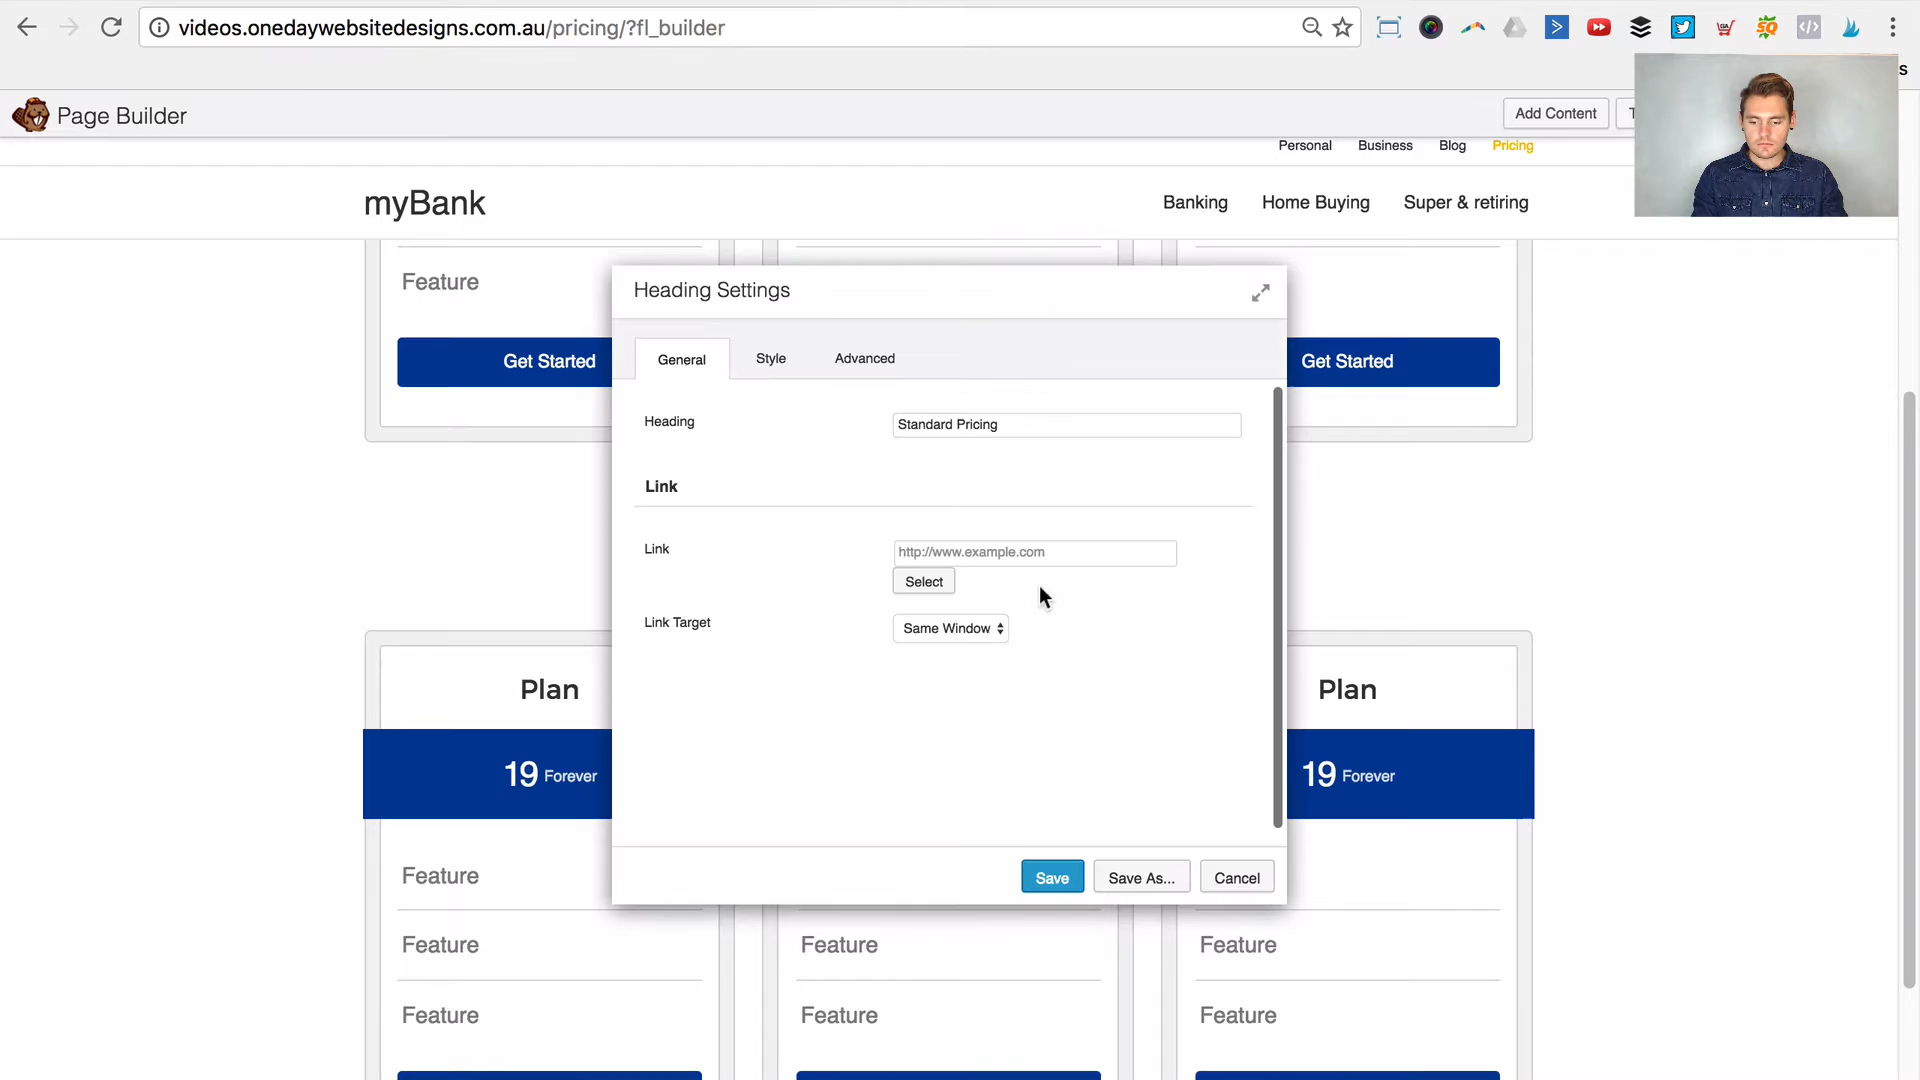 videos.onedaywebsitedesigns.com.au/pricing/?fl_builder
Page Builder
Add Content
Personal
Business
Blog
Pricing
myBank
Banking
Home Buying
Super & retiring
Feature
Heading Settings
General
Style
Advanced
Get Started
Get Started
Heading
Standard Pricing
Link
Link
http://www.example.com
Select
Link Target
Same Window
Plan
Plan
19 Forever
19 Forever
Save
Save As...
Cancel
Feature
Feature
Feature
Feature
Feature
Feature
Feature